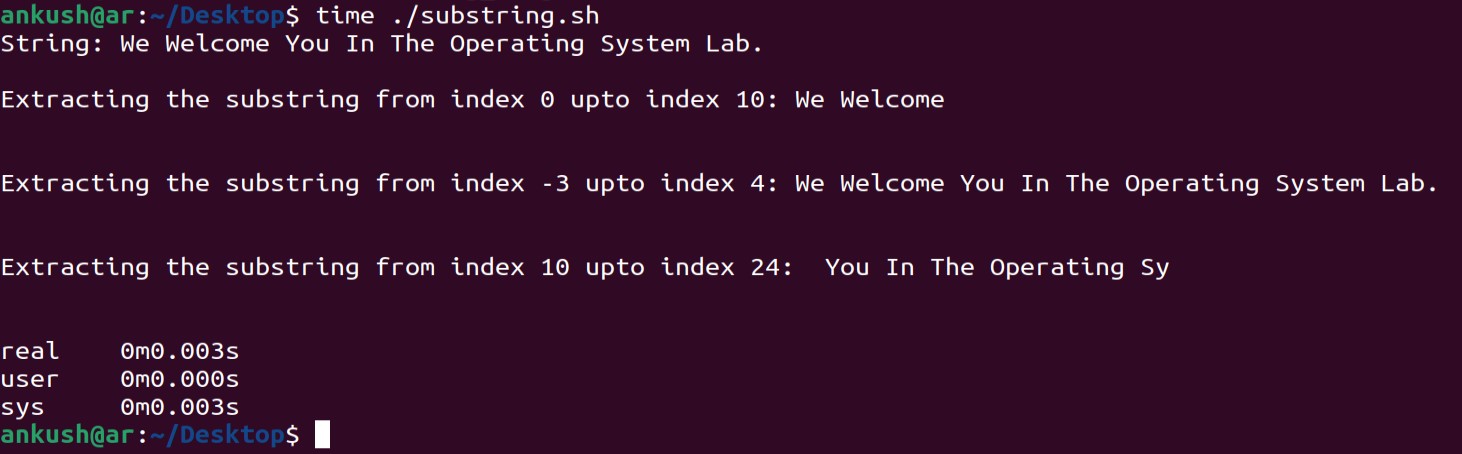 ankush@ar:~/Desktop$ time ./substring.sh
String: We Welcome You In The Operating System Lab.
Extracting the substring from index 0 upto index 10: We Welcome
Extracting the substring from index -3 upto index 4: We Welcome You In The Operating System Lab.
Extracting the substring from index 10 upto index 24:  You In The Operating Sy
real    0m0.003s
user    0m0.000s
sys     0m0.003s
ankush@ar:~/Desktop$